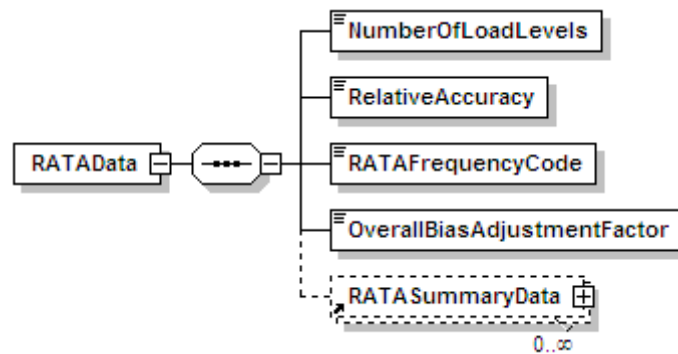 NumberOfLoadLevels
RelativeAccuracy
RATAData
RATAFrequencyCode
OverallBiasAdjustmentFactor
RATASummaryData
0..∞